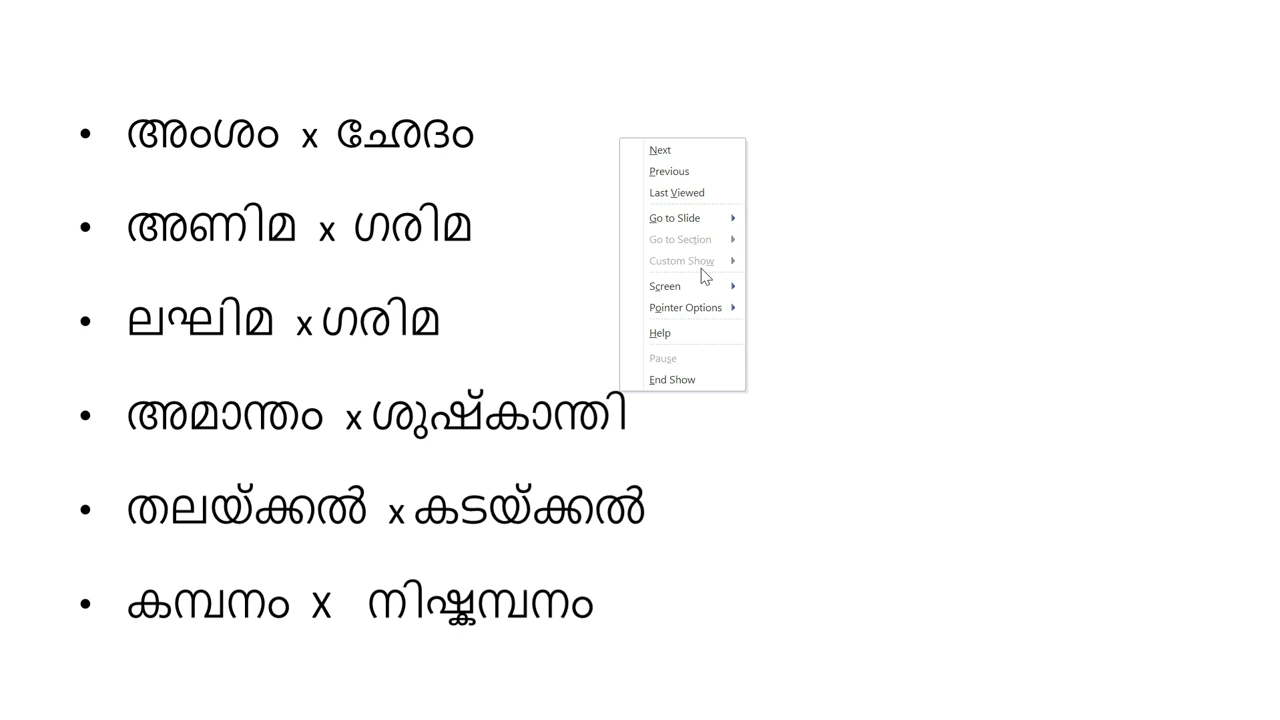 • അംശം x ഛേദം
• അണിമ x ഗരിമ
• ലഘിമ x ഗരിമ
• അമാന്തം x ശുഷ്കാന്തി
• തലയ്ക്കൽ x കടയ്ക്കൽ
• കമ്പനം X നിഷ്കമ്പനം
Next
Previous
Last Viewed
Go to Slide
Go to Section
Custom Show
Screen
Pointer Options
Help
Pause
End Show